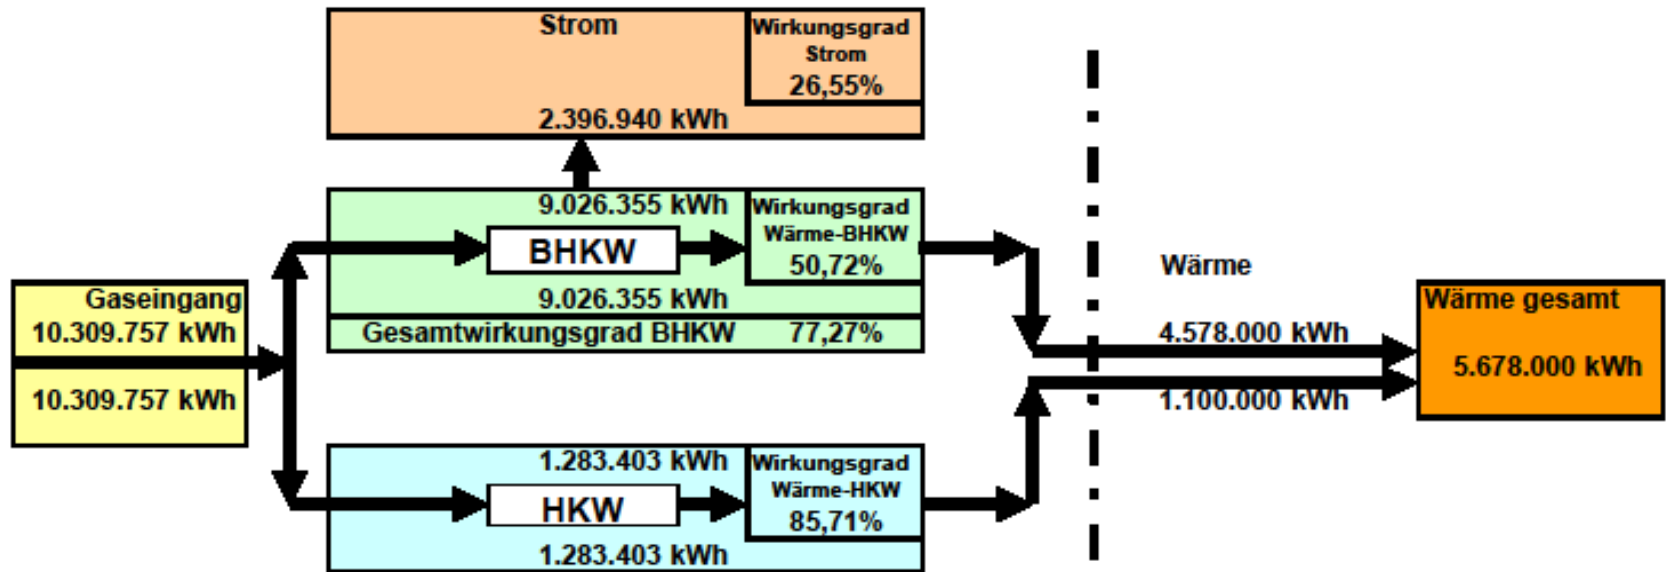 Strom
Wirkungsgrad
Strom
26,55%
2.396.940 kWh
9.026.355 kWh
Wirkungsgrad
Wärme-BHKW
50,72%
BHKW
9.026.355 kWh
Gesamtwirkungsgrad BHKW 77,27%
Gaseingang
10.309.757 kWh
10.309.757 kWh
1.283.403 kWh
Wirkungsgrad
Wärme-HKW
85,71%
HKW
1.283.403 kWh
Wärme
4.578.000 kWh
1.100.000 kWh
Wärme gesamt
5.678.000 kWh